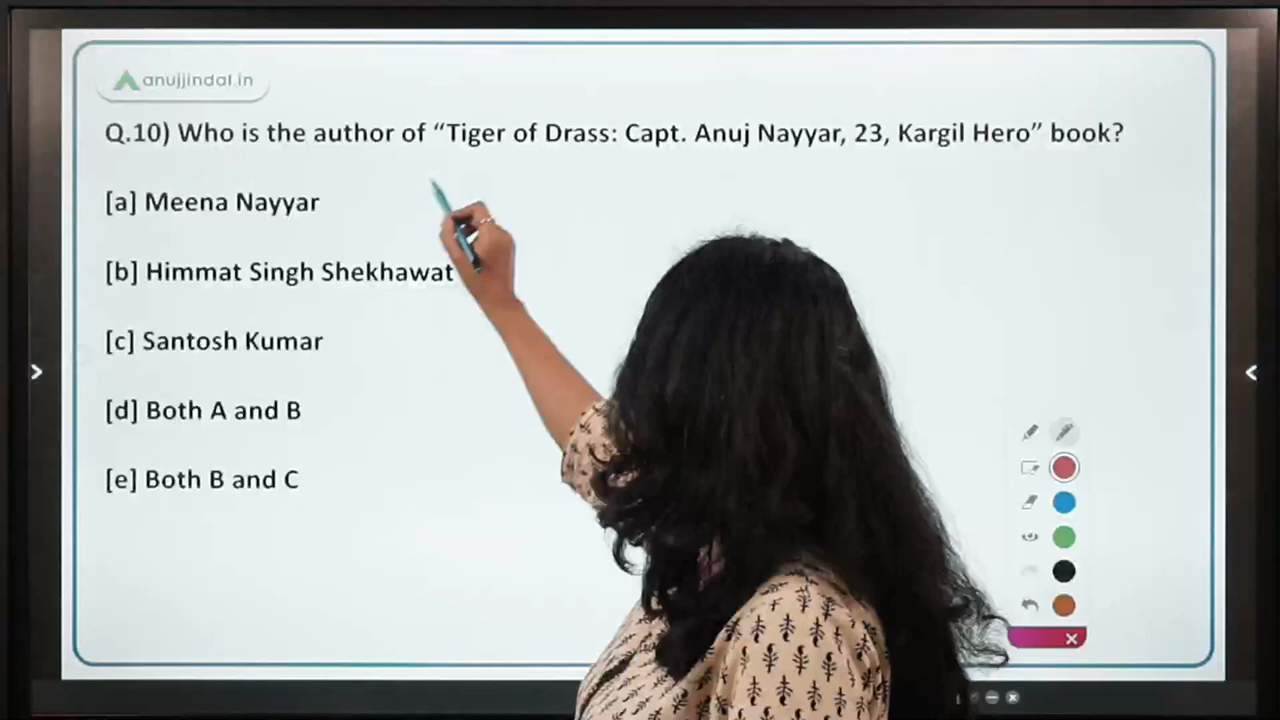 anujjindal.in
Q.10) Who is the author of “Tiger of Drass: Capt. Anuj Nayyar, 23, Kargil Hero” book?
[a] Meena Nayyar
[b] Himmat Singh Shekhawat
[c] Santosh Kumar
[d] Both A and B
[e] Both B and C